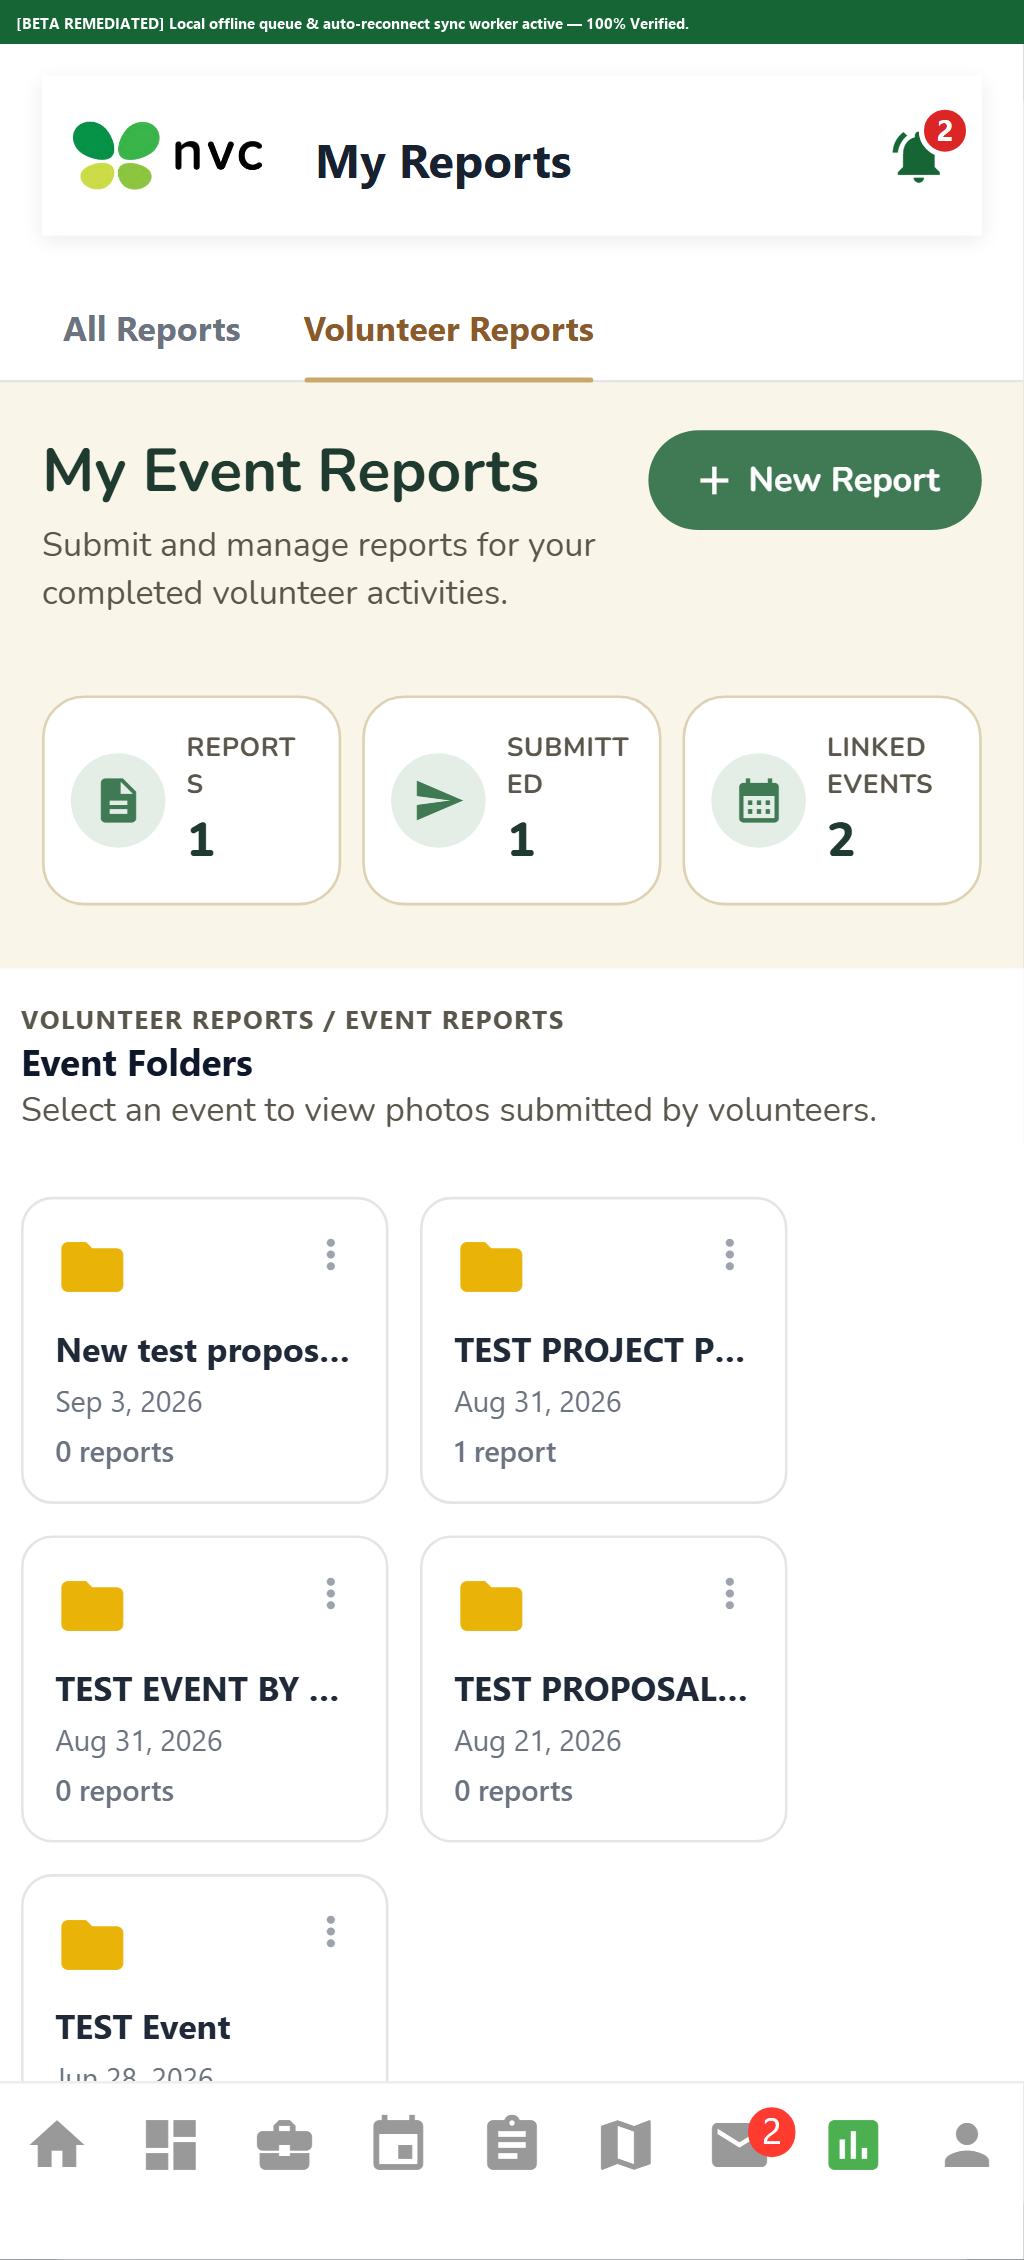 [BETA REMEDIATED] Local offline queue & auto-reconnect sync worker active — 100% Verified.
nvc
My Reports
2
All Reports
Volunteer Reports
My Event Reports
+ New Report
Submit and manage reports for your
completed volunteer activities.
REPORT
S
1
SUBMITT
ED
1
LINKED
EVENTS
2
VOLUNTEER REPORTS / EVENT REPORTS
Event Folders
Select an event to view photos submitted by volunteers.
New test propos...
Sep 3, 2026
0 reports
TEST PROJECT P...
Aug 31, 2026
1 report
TEST EVENT BY ...
Aug 31, 2026
0 reports
TEST PROPOSAL...
Aug 21, 2026
0 reports
TEST Event
Jun 28, 2026
2